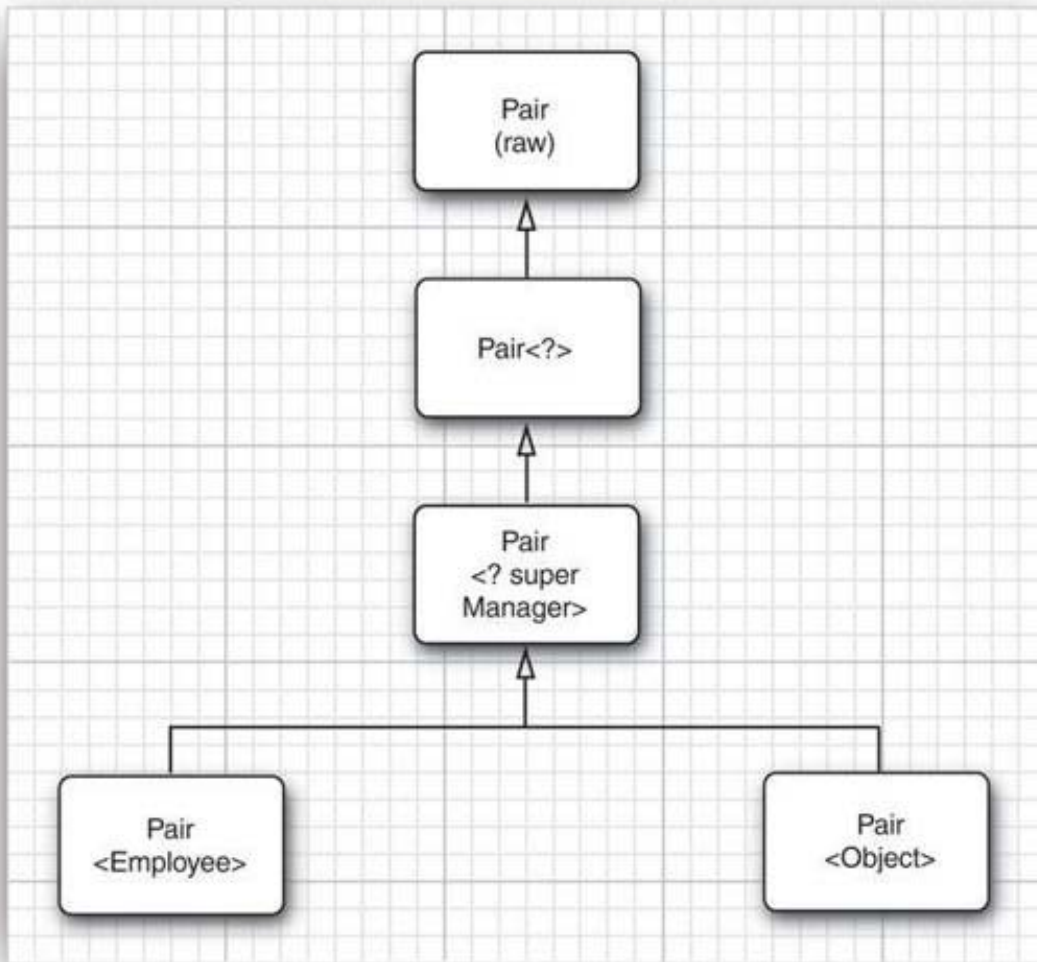 Pair
(raw)
Pair<?>
Pair
<? super
Manager>
Pair
<Employee>
Pair
<Object>